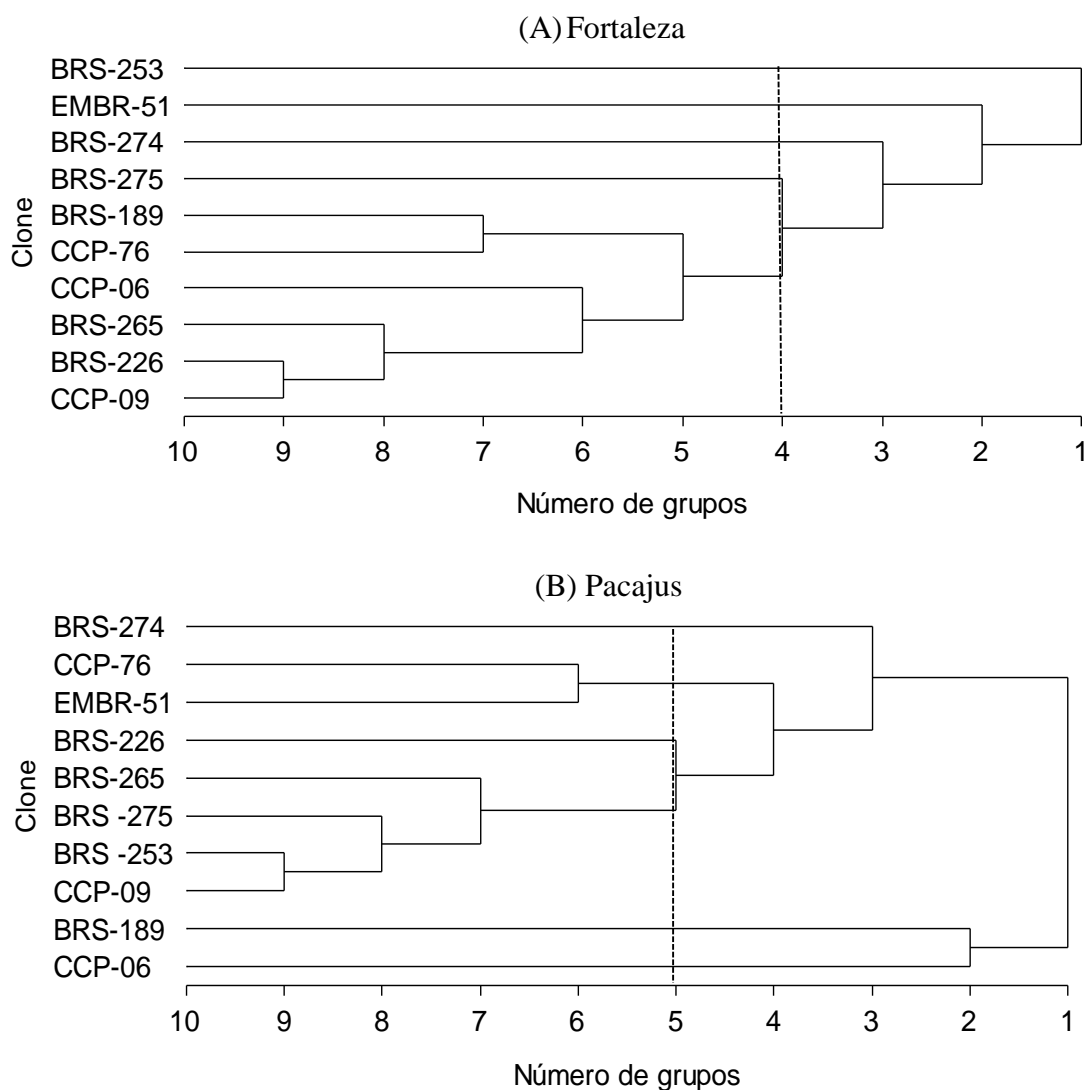 (A) Fortaleza
BRS-253
EMBR-51
BRS-274
BRS-275
BRS-189
CCP-76
CCP-06
BRS-265
BRS-226
CCP-09
Clone
10 9 8 7 6 5 4 3 2 1
Número de grupos
(B) Pacajus
BRS-274
CCP-76
EMBR-51
BRS-226
BRS-265
BRS -275
BRS -253
CCP-09
BRS-189
CCP-06
Clone
10 9 8 7 6 5 4 3 2 1
Número de grupos